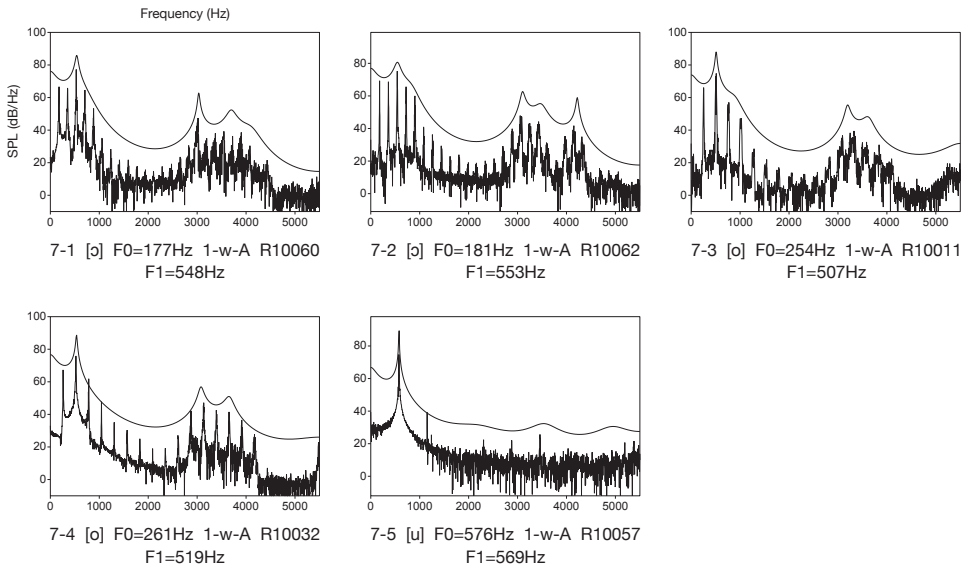 Frequency (Hz)
SPL (dB/Hz)
100
80
60
40
20
0
0 1000 2000 3000 4000 5000
7-1 [ɔ] F0=177Hz 1-w-A R10060
F1=548Hz
100
80
60
40
20
0
0 1000 2000 3000 4000 5000
7-2 [ɔ] F0=181Hz 1-w-A R10062
F1=553Hz
100
80
60
40
20
0
0 1000 2000 3000 4000 5000
7-3 [o] F0=254Hz 1-w-A R10011
F1=507Hz
80
60
40
20
0
0 1000 2000 3000 4000 5000
7-4 [o] F0=261Hz 1-w-A R10032
F1=519Hz
80
60
40
20
0
0 1000 2000 3000 4000 5000
7-5 [u] F0=576Hz 1-w-A R10057
F1=569Hz